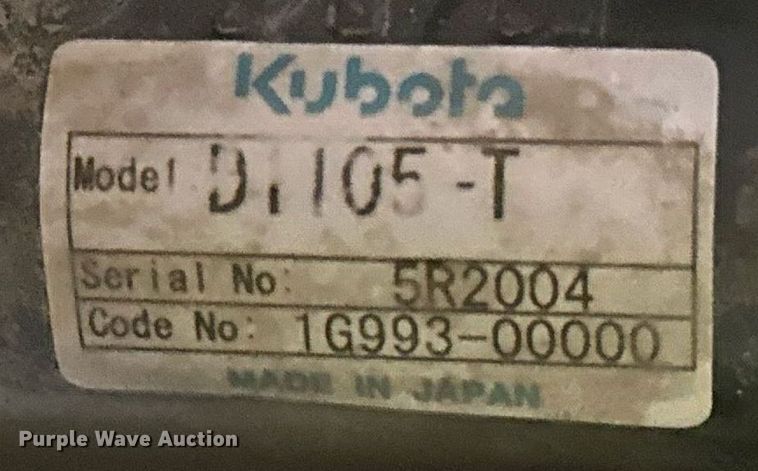 Kubota
Model D1105-T
Serial No: 5R2004
Code No: 1G993-00000
MADE IN JAPAN
Purple Wave Auction